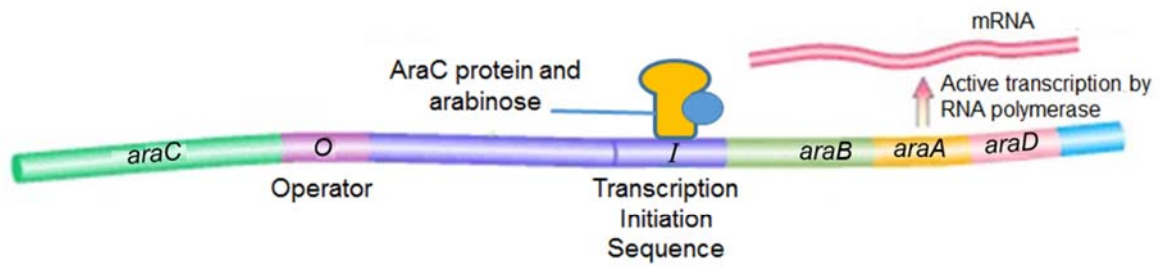 mRNA
AraC protein and
arabinose
Active transcription by
RNA polymerase
araC
O
I
araB
araA
araD
Operator
Transcription
Initiation
Sequence